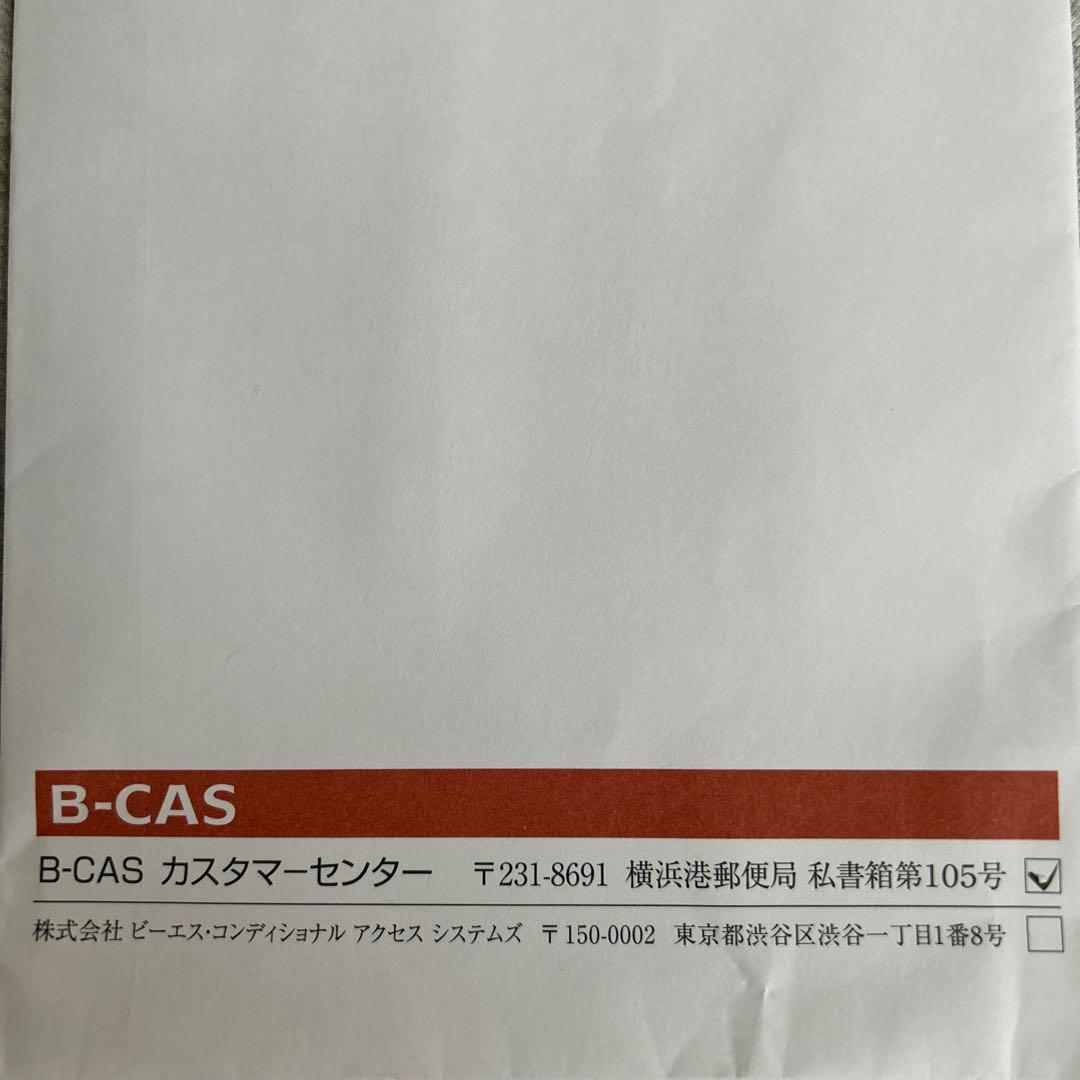 B-CAS
B-CAS カスタマーセンター 〒231-8691 横浜港郵便局 私書箱第105号
株式会社 ビーエス・コンディショナル アクセス システムズ 〒150-0002 東京都渋谷区渋谷一丁目1番8号